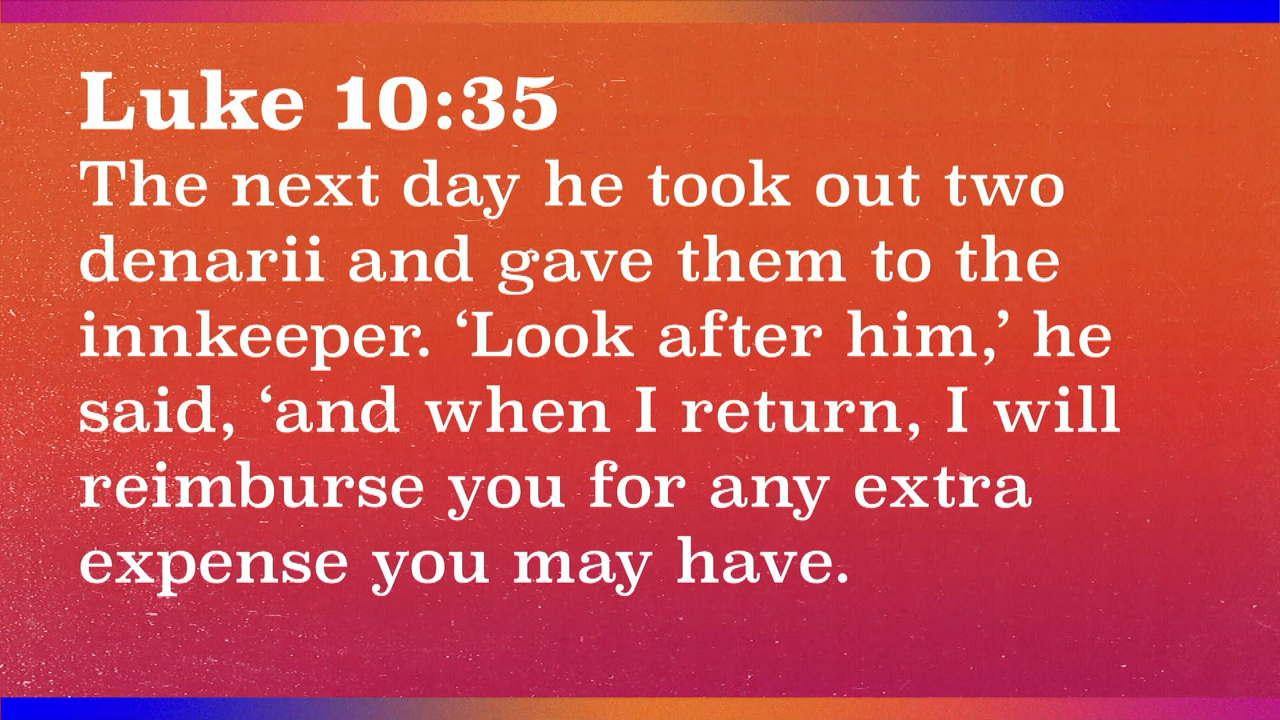 Luke 10:35
The next day he took out two
denarii and gave them to the
innkeeper. ‘Look after him,’ he
said, ‘and when I return, I will
reimburse you for any extra
expense you may have.